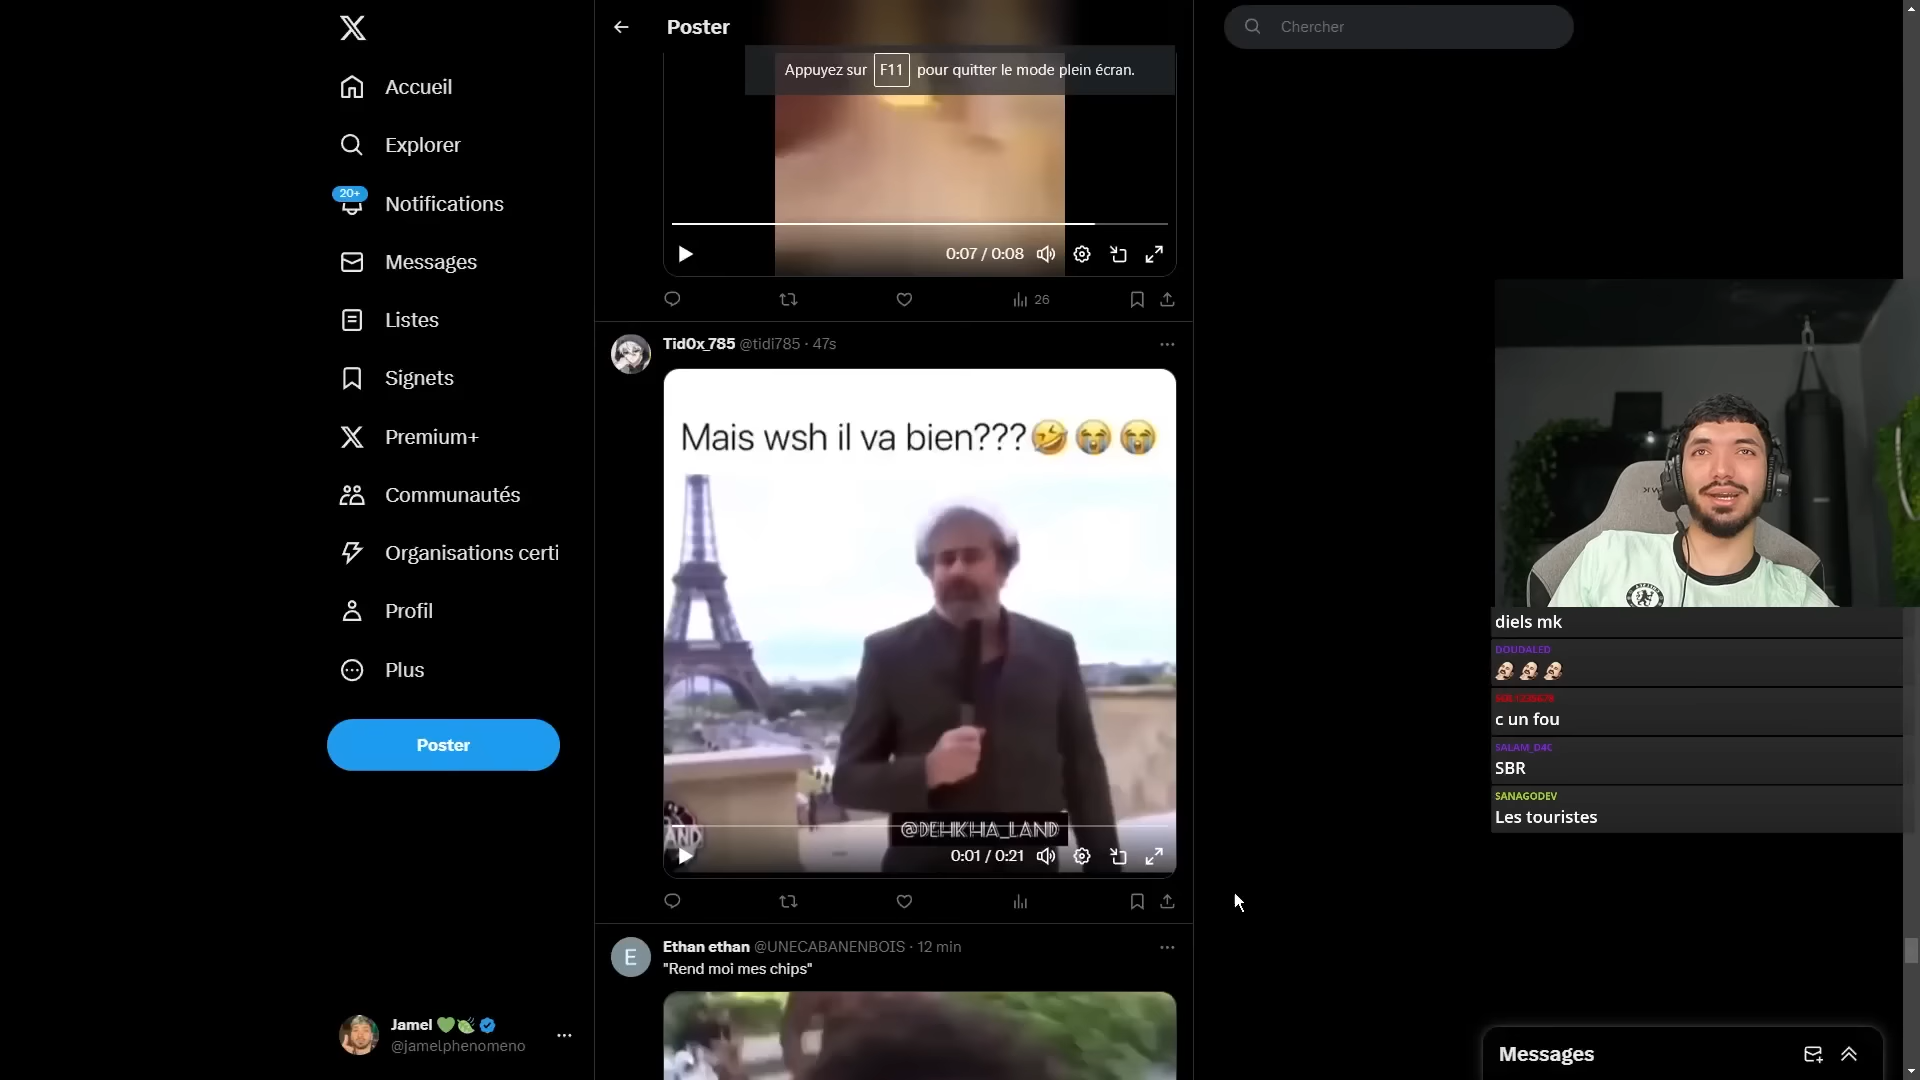 Poster
Chercher
Appuyez sur F11 pour quitter le mode plein écran.
Accueil
Explorer
20+
Notifications
Messages
Listes
Signets
Premium+
Communautés
Organisations certi
Profil
Plus
Poster
Jamel
@jamelphenomeno
0:07 / 0:08
26
Tid0x_785 @tidi785 · 47s
Mais wsh il va bien???🤣😭😭
@DEHKHA_LAND
AND
0:01 / 0:21
E
Ethan ethan @UNECABANENBOIS · 12 min
"Rend moi mes chips"
diels mk
DOUDALED
c un fou
SALAM_D4C
SBR
SANAGODEV
Les touristes
Messages